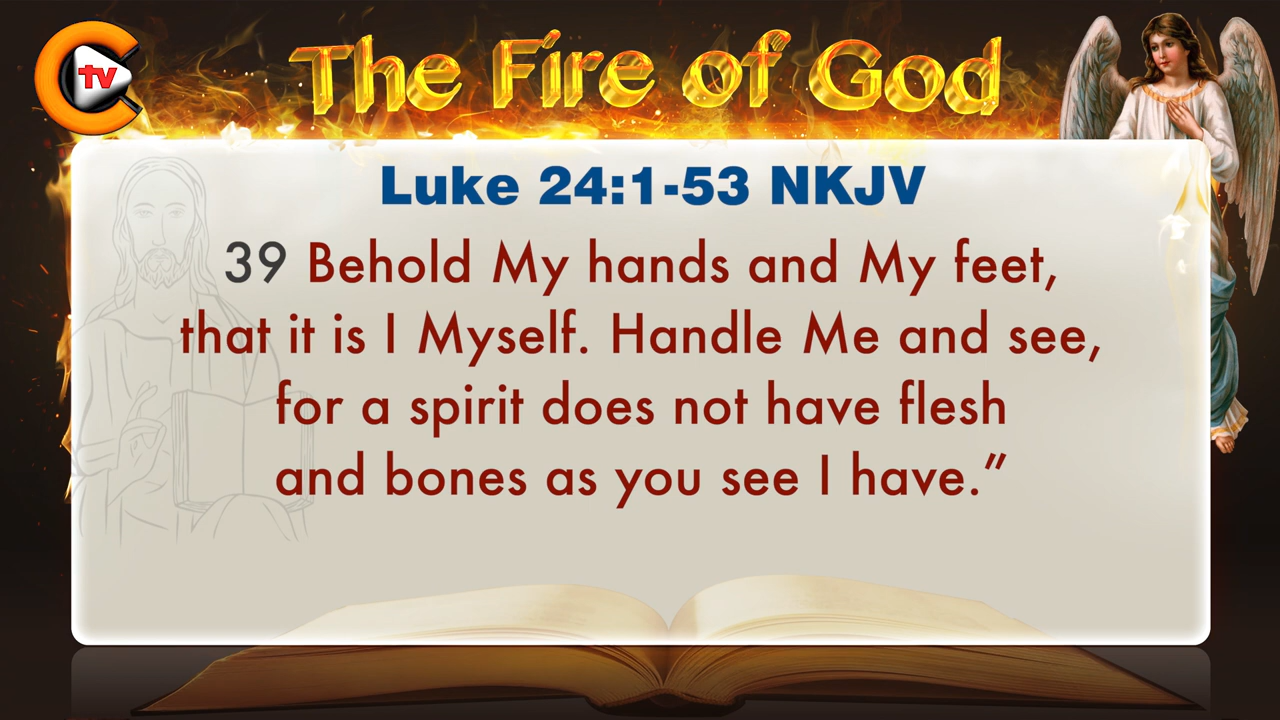 tv
The Fire of God
Luke 24:1-53 NKJV
39 Behold My hands and My feet,
that it is I Myself. Handle Me and see,
for a spirit does not have flesh
and bones as you see I have.”